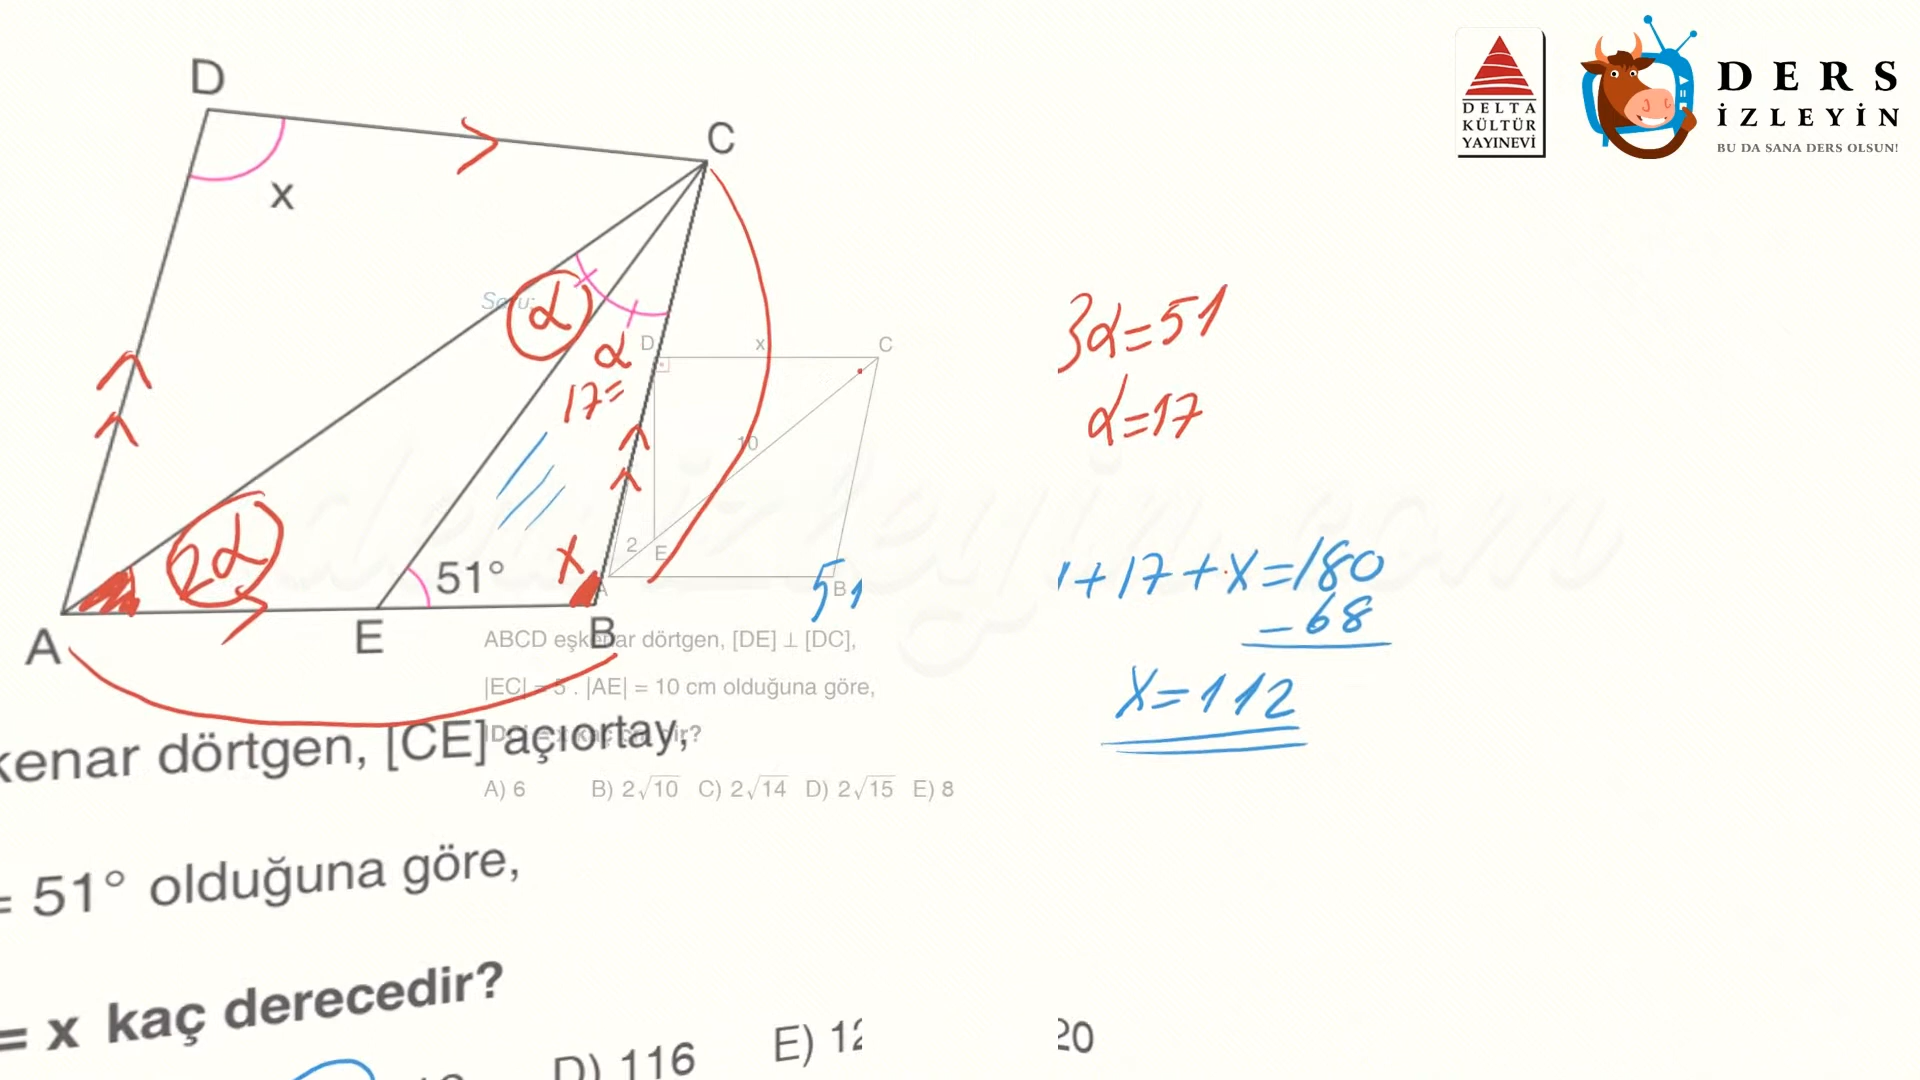 DELTA
KÜLTÜR
YAYINEVİ
DERS
İZLEYİN
BU DA SANA DERS OLSUN!
D
C
x
α
α
17=
2α
51°
x
A
E
B
Soru:
D
x
C
10
2
E
A
B
3α=51
α=17
51
+17+x=180
-68
x=112
ABCD eşkenar dörtgen, [DE] ⊥ [DC],
|EC| = 5 . |AE| = 10 cm olduğuna göre,
kenar dörtgen, [CE] açıortay,
A) 6 B) 2√10 C) 2√14 D) 2√15 E) 8
= 51° olduğuna göre,
= x kaç derecedir?
D) 116 E) 12
20